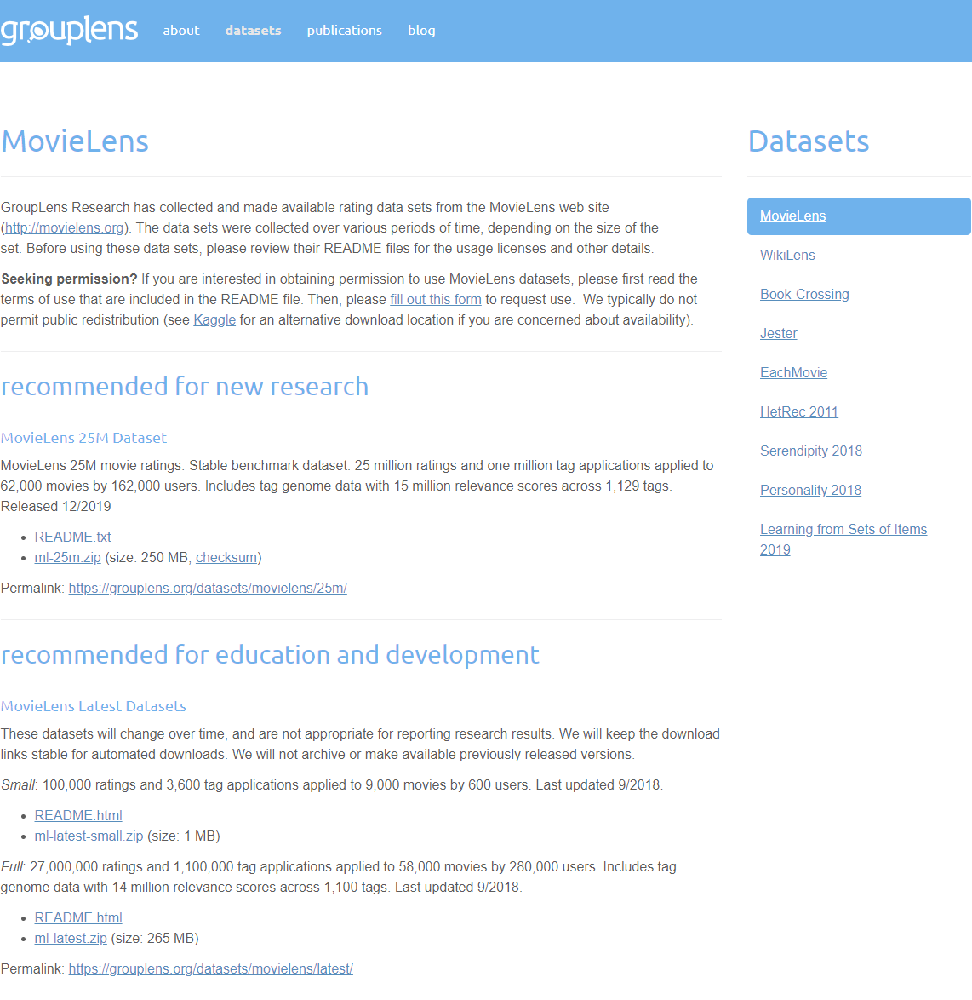 grouplens about datasets publications blog
MovieLens
GroupLens Research has collected and made available rating data sets from the MovieLens web site
(http://movielens.org). The data sets were collected over various periods of time, depending on the size of the
set. Before using these data sets, please review their README files for the usage licenses and other details.
Seeking permission? If you are interested in obtaining permission to use MovieLens datasets, please first read the
terms of use that are included in the README file. Then, please fill out this form to request use. We typically do not
permit public redistribution (see Kaggle for an alternative download location if you are concerned about availability).
recommended for new research
MovieLens 25M Dataset
MovieLens 25M movie ratings. Stable benchmark dataset. 25 million ratings and one million tag applications applied to
62,000 movies by 162,000 users. Includes tag genome data with 15 million relevance scores across 1,129 tags.
Released 12/2019
• README.txt
• ml-25m.zip (size: 250 MB, checksum)
Permalink: https://grouplens.org/datasets/movielens/25m/
recommended for education and development
MovieLens Latest Datasets
These datasets will change over time, and are not appropriate for reporting research results. We will keep the download
links stable for automated downloads. We will not archive or make available previously released versions.
Small: 100,000 ratings and 3,600 tag applications applied to 9,000 movies by 600 users. Last updated 9/2018.
• README.html
• ml-latest-small.zip (size: 1 MB)
Full: 27,000,000 ratings and 1,100,000 tag applications applied to 58,000 movies by 280,000 users. Includes tag
genome data with 14 million relevance scores across 1,100 tags. Last updated 9/2018.
• README.html
• ml-latest.zip (size: 265 MB)
Permalink: https://grouplens.org/datasets/movielens/latest/
Datasets
MovieLens
WikiLens
Book-Crossing
Jester
EachMovie
HetRec 2011
Serendipity 2018
Personality 2018
Learning from Sets of Items
2019